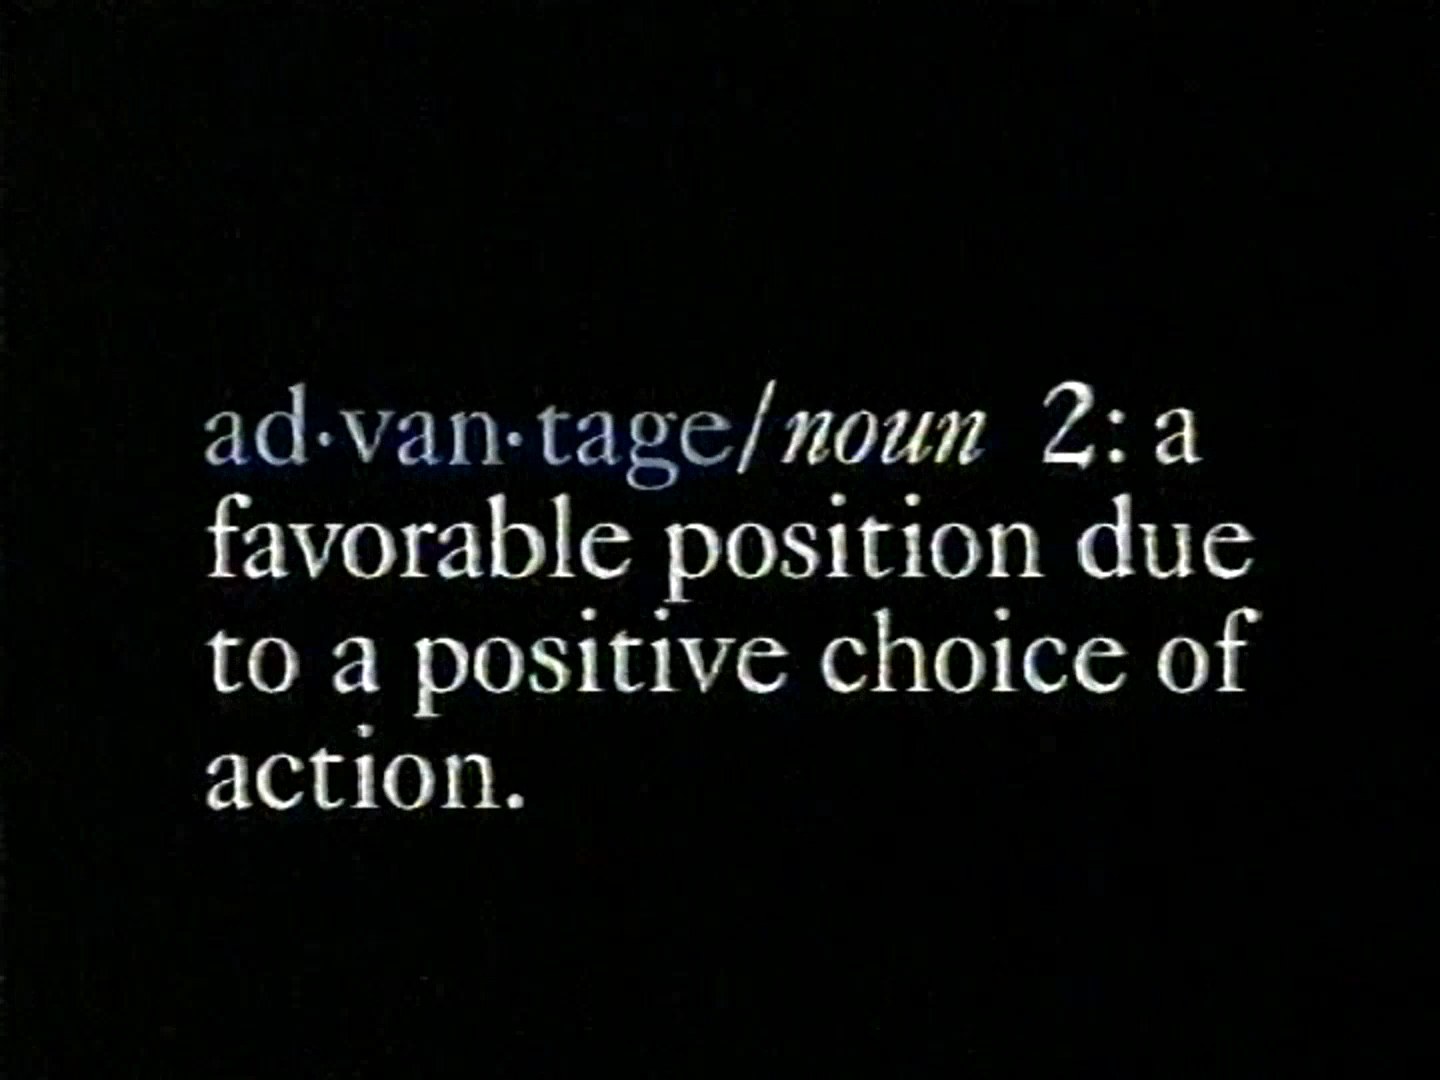 ad·van·tage/noun 2: a
favorable position due
to a positive choice of
action.